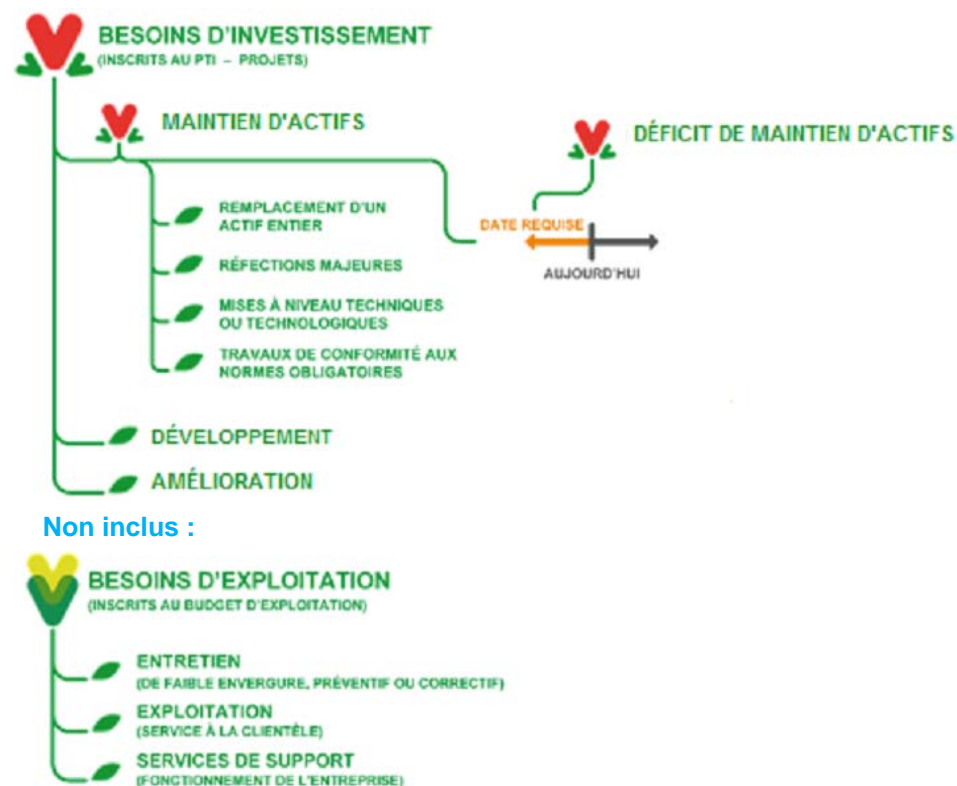 BESOINS D'INVESTISSEMENT
(INSCRITS AU PTI – PROJETS)
MAINTIEN D'ACTIFS
DÉFICIT DE MAINTIEN D'ACTIFS
REMPLACEMENT D'UN
ACTIF ENTIER
DATE REQUISE
AUJOURD'HUI
RÉFECTIONS MAJEURES
MISES À NIVEAU TECHNIQUES
OU TECHNOLOGIQUES
TRAVAUX DE CONFORMITÉ AUX
NORMES OBLIGATOIRES
DÉVELOPPEMENT
AMÉLIORATION
Non inclus :
BESOINS D'EXPLOITATION
(INSCRITS AU BUDGET D'EXPLOITATION)
ENTRETIEN
(DE FAIBLE ENVERGURE, PRÉVENTIF OU CORRECTIF)
EXPLOITATION
(SERVICE À LA CLIENTÈLE)
SERVICES DE SUPPORT
(FONCTIONNEMENT DE L'ENTREPRISE)